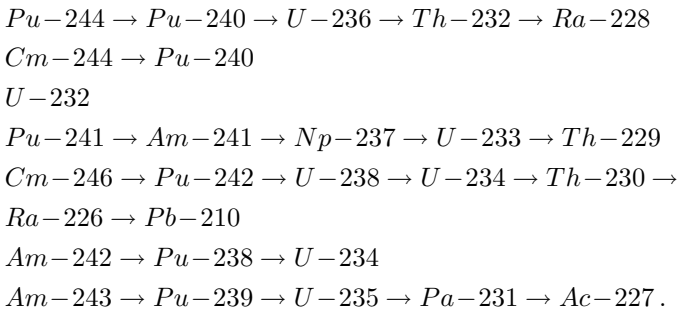 Pu−244 → Pu−240 → U−236 → Th−232 → Ra−228
Cm−244 → Pu−240
U−232
Pu−241 → Am−241 → Np−237 → U−233 → Th−229
Cm−246 → Pu−242 → U−238 → U−234 → Th−230 →
Ra−226 → Pb−210
Am−242 → Pu−238 → U−234
Am−243 → Pu−239 → U−235 → Pa−231 → Ac−227 .